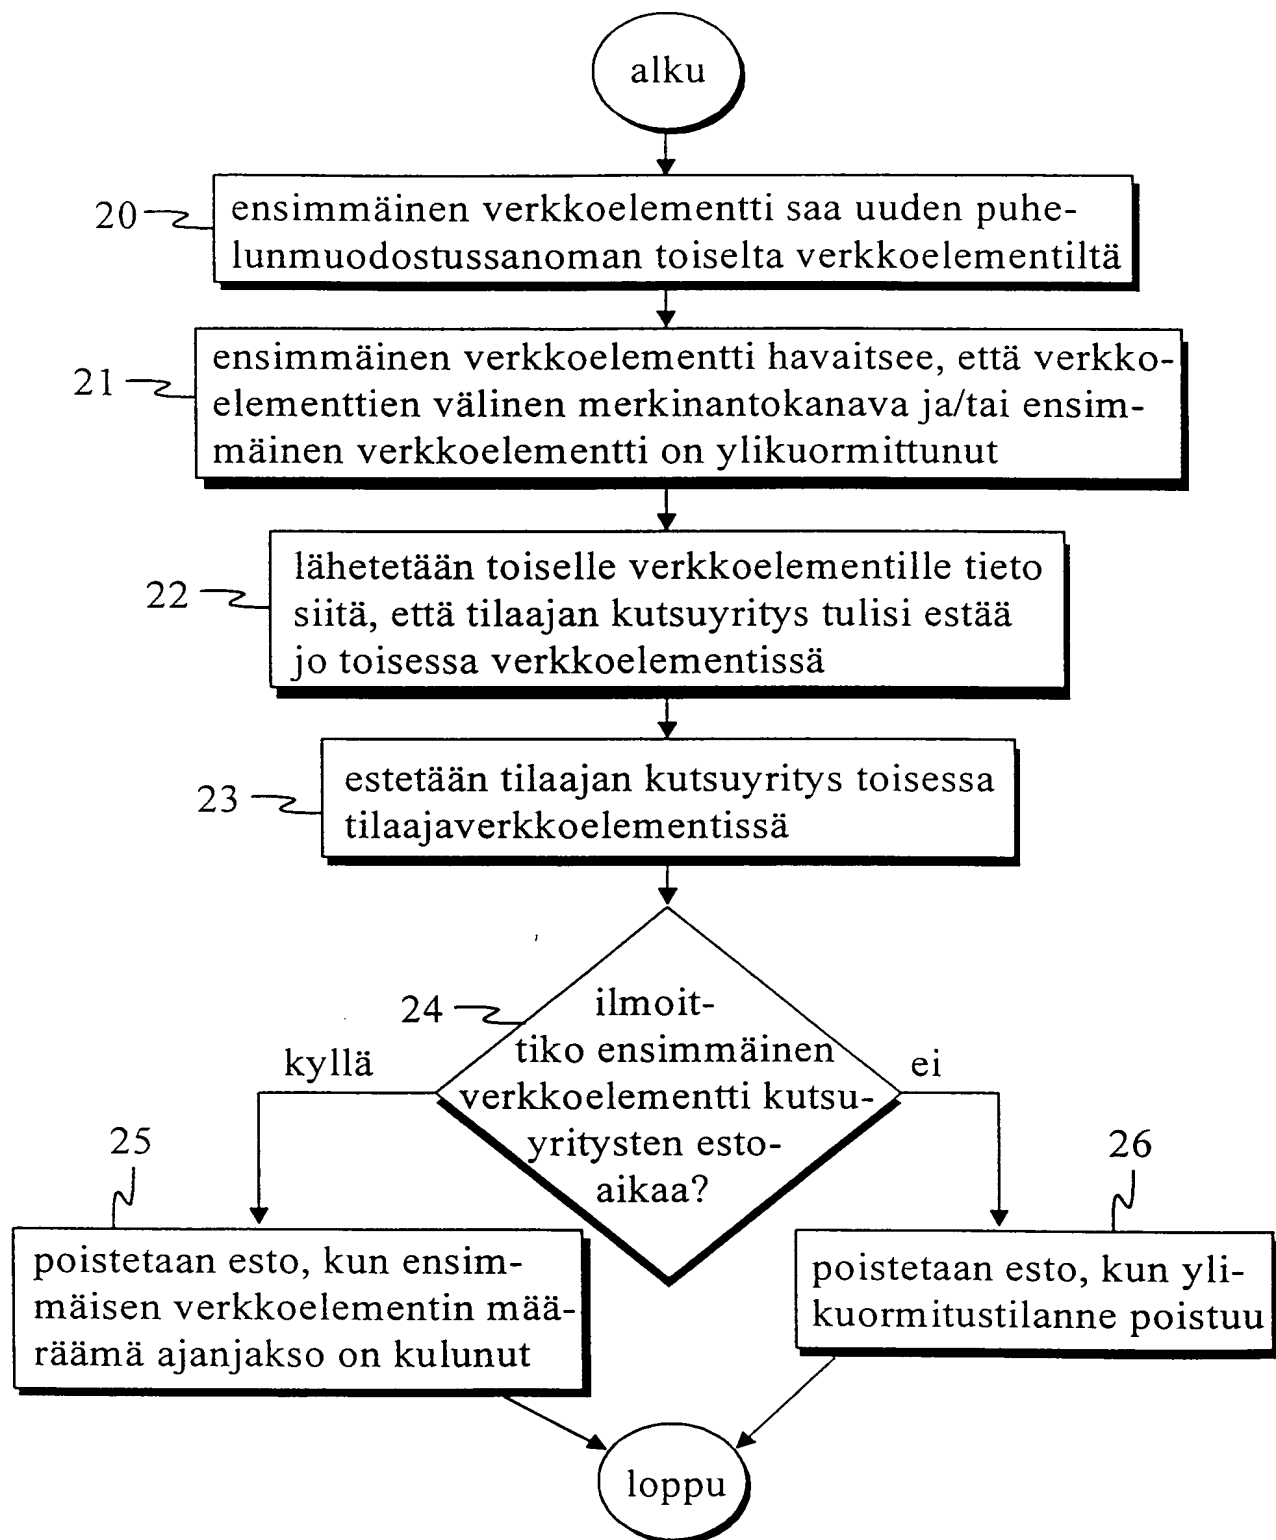 alku
20
ensimmäinen verkkoelementti saa uuden puhe-
lunmuodostussanoman toiselta verkkoelementiltä
21
ensimmäinen verkkoelementti havaitsee, että verkko-
elementtien välinen merkinantokanava ja/tai ensim-
mäinen verkkoelementti on ylikuormittunut
22
lähetetään toiselle verkkoelementille tieto
siitä, että tilaajan kutsuyritys tulisi estää
jo toisessa verkkoelementissä
23
estetään tilaajan kutsuyritys toisessa
tilaajaverkkoelementissä
24
ilmoit-
tiko ensimmäinen
verkkoelementti kutsu-
yritysten esto-
aikaa?
kyllä
ei
25
poistetaan esto, kun ensim-
mäisen verkkoelementin mää-
räämä ajanjakso on kulunut
26
poistetaan esto, kun yli-
kuormitustilanne poistuu
loppu